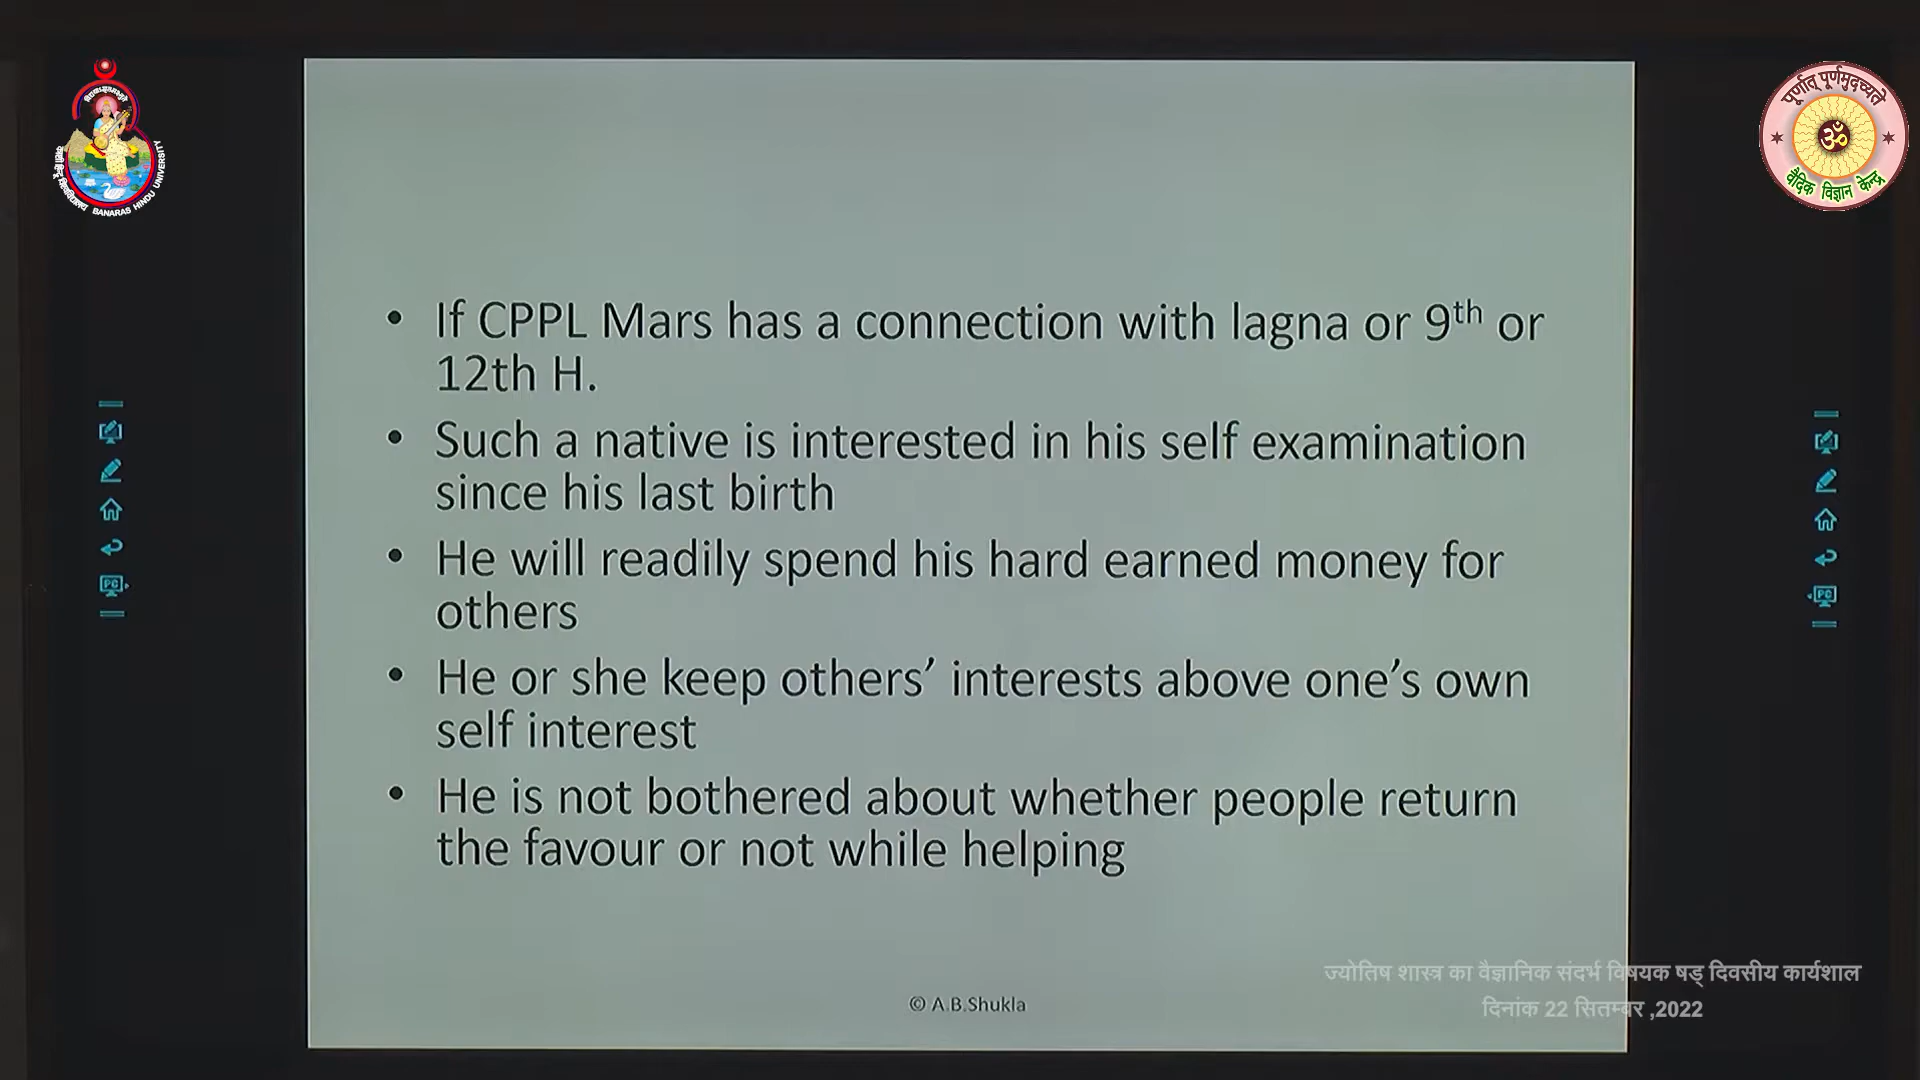 BANARAS HINDU UNIVERSITY
पूर्णात् पूर्णमुदच्यते
ॐ
वैदिक विज्ञान केन्द्र
• If CPPL Mars has a connection with lagna or 9th or
12th H.
• Such a native is interested in his self examination
since his last birth
• He will readily spend his hard earned money for
others
• He or she keep others’ interests above one’s own
self interest
• He is not bothered about whether people return
the favour or not while helping
© A.B.Shukla
PC
PC
ज्योतिष शास्त्र का वैज्ञानिक संदर्भ विषयक षड् दिवसीय कार्यशाल
दिनांक 22 सितम्बर ,2022